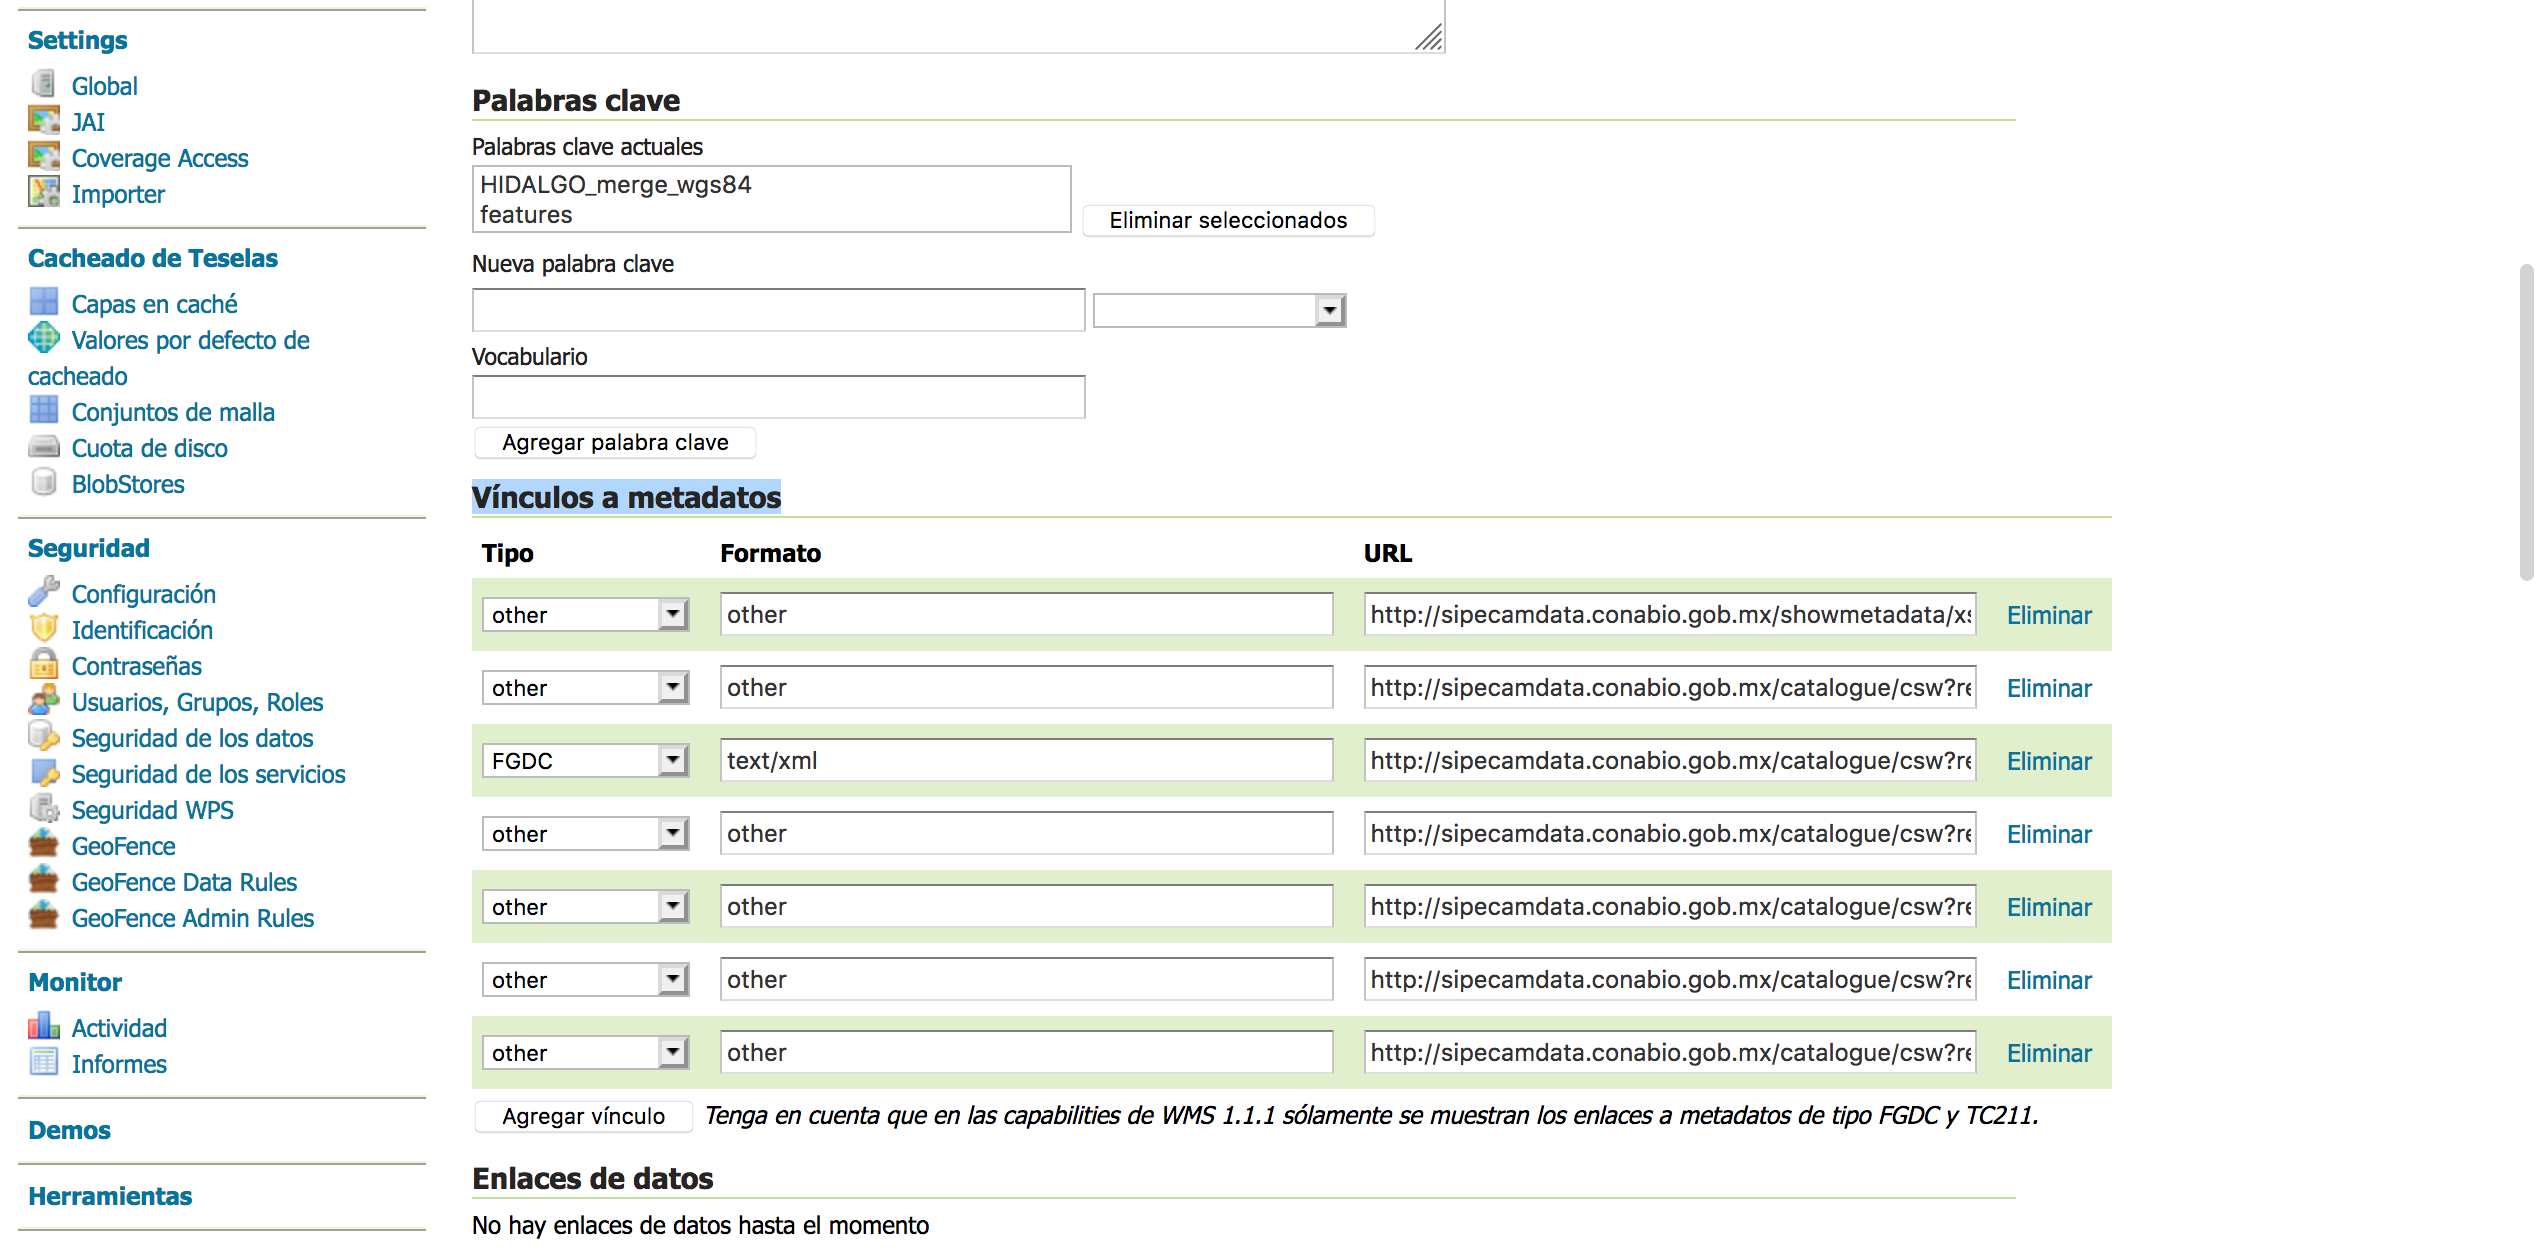 Settings
Global
JAI
Coverage Access
Importer
Cacheado de Teselas
Capas en caché
Valores por defecto de
cacheado
Conjuntos de malla
Cuota de disco
BlobStores
Seguridad
Configuración
Identificación
Contraseñas
Usuarios, Grupos, Roles
Seguridad de los datos
Seguridad de los servicios
Seguridad WPS
GeoFence
GeoFence Data Rules
GeoFence Admin Rules
Monitor
Actividad
Informes
Demos
Herramientas
Palabras clave
Palabras clave actuales
HIDALGO_merge_wgs84
features
Eliminar seleccionados
Nueva palabra clave
Vocabulario
Agregar palabra clave
Vínculos a metadatos
Tipo Formato URL
other other http://sipecamdata.conabio.gob.mx/showmetadata/xs Eliminar
other other http://sipecamdata.conabio.gob.mx/catalogue/csw?re Eliminar
FGDC text/xml http://sipecamdata.conabio.gob.mx/catalogue/csw?re Eliminar
other other http://sipecamdata.conabio.gob.mx/catalogue/csw?re Eliminar
other other http://sipecamdata.conabio.gob.mx/catalogue/csw?re Eliminar
other other http://sipecamdata.conabio.gob.mx/catalogue/csw?re Eliminar
other other http://sipecamdata.conabio.gob.mx/catalogue/csw?re Eliminar
Agregar vínculo Tenga en cuenta que en las capabilities de WMS 1.1.1 sólamente se muestran los enlaces a metadatos de tipo FGDC y TC211.
Enlaces de datos
No hay enlaces de datos hasta el momento